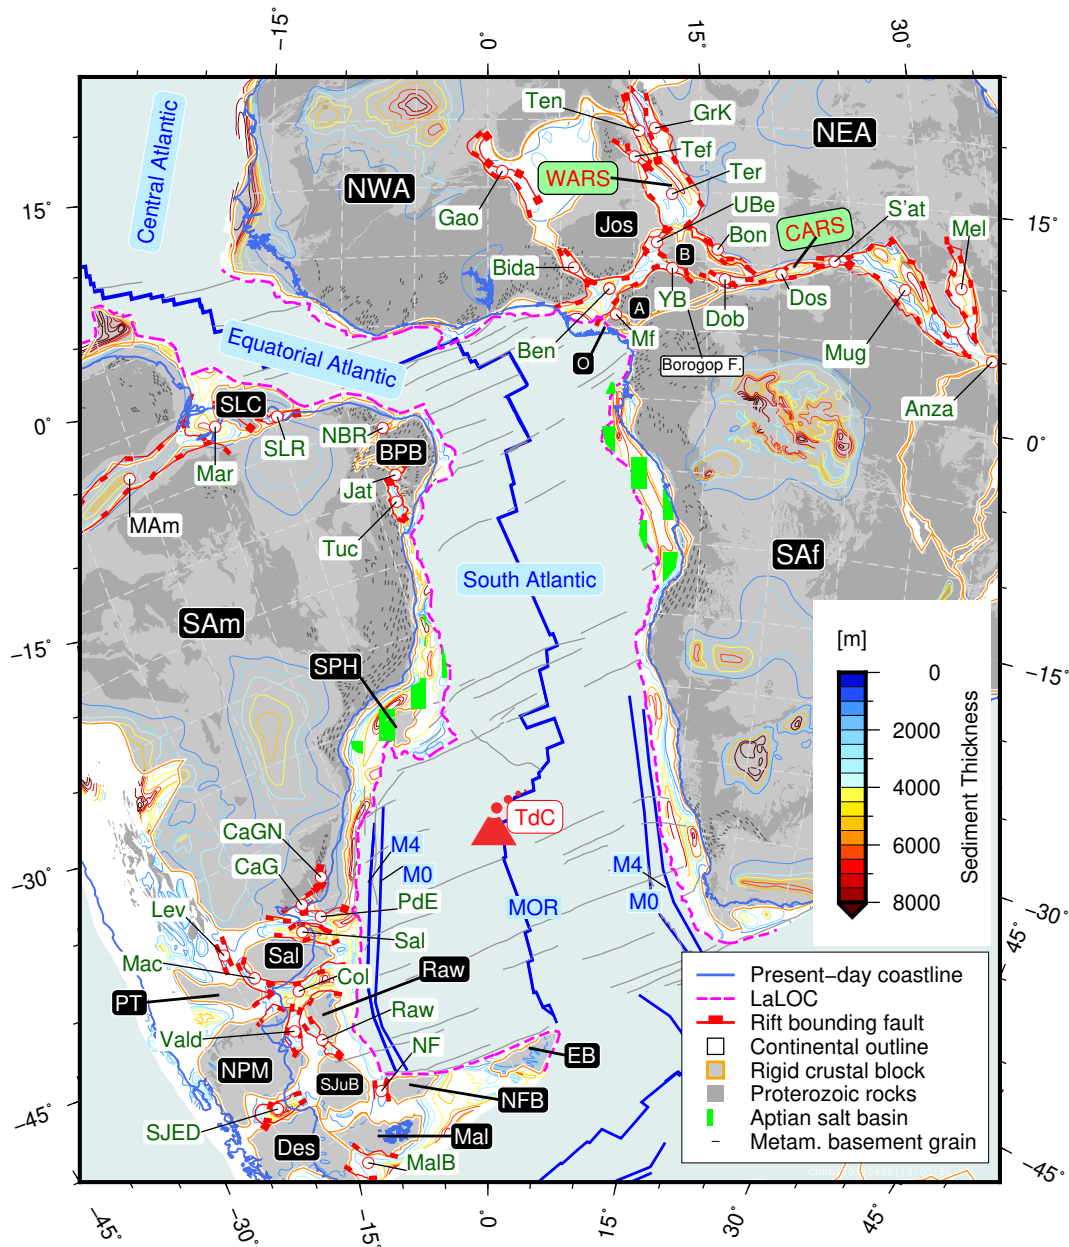 −15˚
0˚
15˚
30˚
Ten
GrK
NEA
Central Atlantic
Tef
NWA
WARS
Ter
15˚
Gao
UBe
S'at
Jos
CARS
Mel
15˚
Bon
B
Bida
A
YB
Dos
Dob
Equatorial Atlantic
Ben
Mf
Mug
O
Borogop F.
SLC
Anza
0˚
NBR
0˚
SLR
BPB
Mar
Jat
MAm
Tuc
SAf
South Atlantic
SAm
−15˚
[m]
SPH
−15˚
0
2000
4000
6000
8000
Sediment Thickness
TdC
CaGN
M4
CaG
M0
M4
−30˚
PdE
M0
MOR
Lev
−30˚
Sal
Sal
45˚
Mac
Col
Raw
PT
Raw
Vald
NF
EB
NPM
SJuB
NFB
SJED
Mal
Des
MalB
−45˚
Present−day coastline
LaLOC
Rift bounding fault
Continental outline
Rigid crustal block
Proterozoic rocks
Aptian salt basin
Metam. basement grain
−45˚
−45˚
−30˚
−15˚
0˚
15˚
30˚
45˚